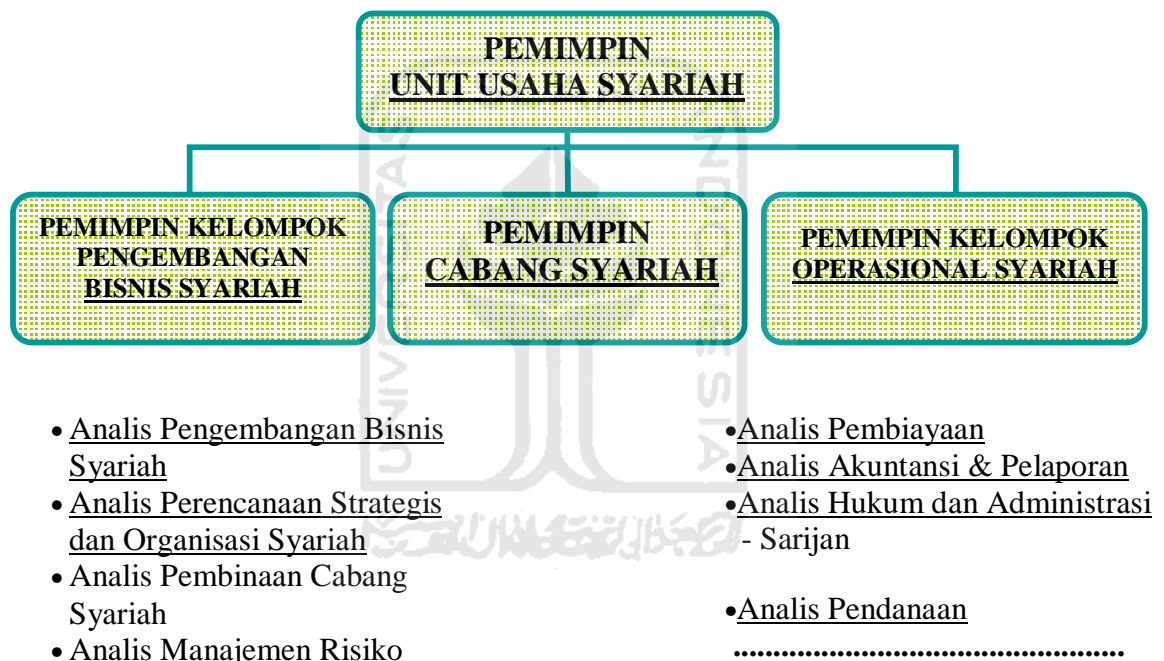 PEMIMPIN
UNIT USAHA SYARIAH
PEMIMPIN KELOMPOK
PENGEMBANGAN
BISNIS SYARIAH
PEMIMPIN
CABANG SYARIAH
PEMIMPIN KELOMPOK
OPERASIONAL SYARIAH
• Analis Pengembangan Bisnis
Syariah
• Analis Perencanaan Strategis
dan Organisasi Syariah
• Analis Pembinaan Cabang
Syariah
• Analis Manajemen Risiko
•Analis Pembiayaan
•Analis Akuntansi & Pelaporan
•Analis Hukum dan Administrasi
- Sarijan
•Analis Pendanaan
..................................................
UNIVERSITAS
INDONESIA